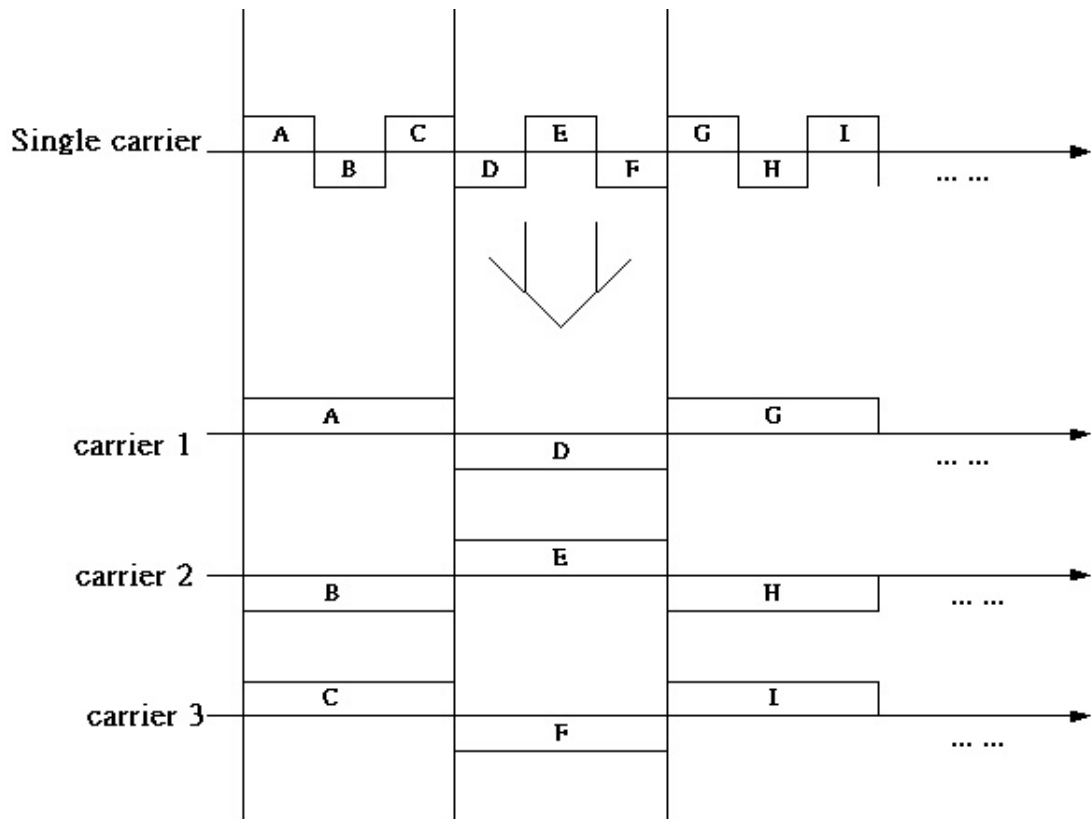 Single carrier
A
B
C
D
E
F
G
H
I
... ...
carrier 1
A
D
G
... ...
carrier 2
B
E
H
... ...
carrier 3
C
F
I
... ...